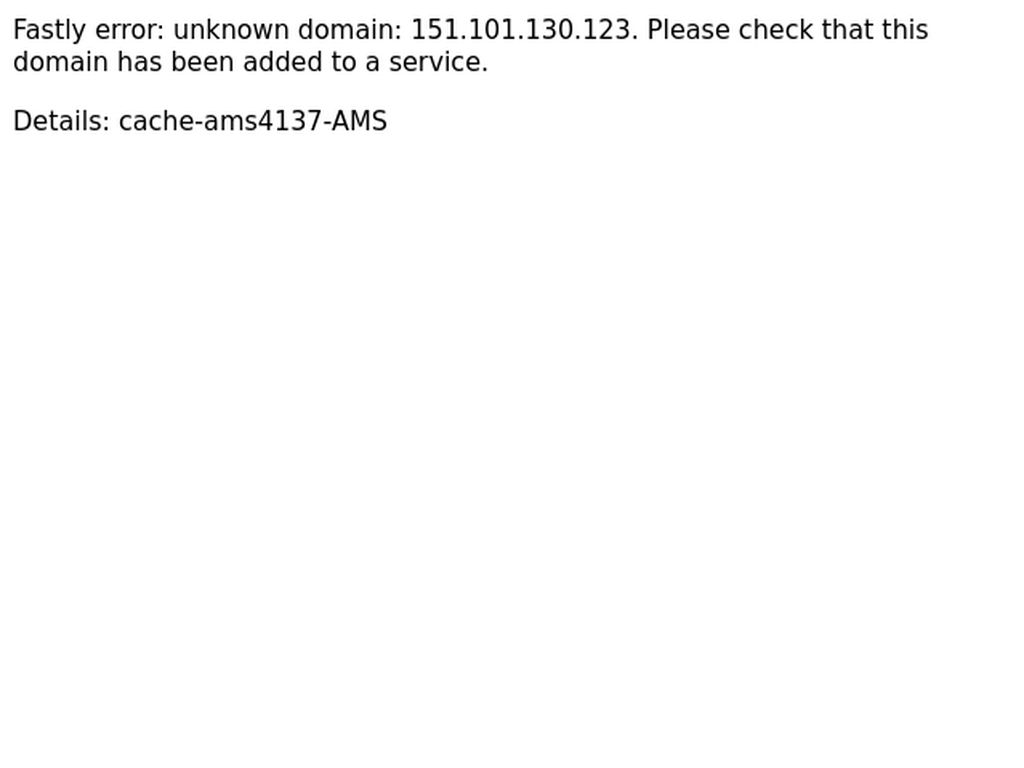 Fastly error: unknown domain: 151.101.130.123. Please check that this
domain has been added to a service.
Details: cache-ams4137-AMS